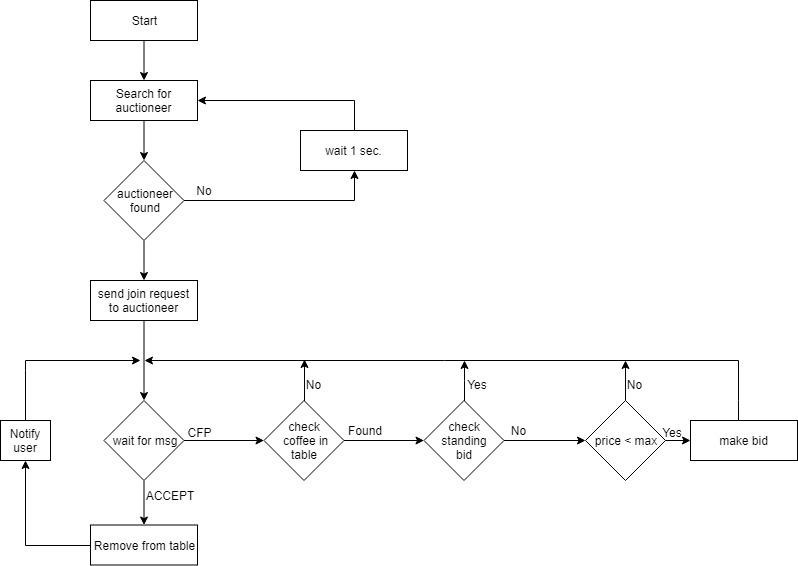 Start
Search for
auctioneer
wait 1 sec.
auctioneer
found
No
send join request
to auctioneer
No
Yes
No
Notify
user
wait for msg
CFP
check
coffee in
table
Found
check
standing
bid
No
price < max
Yes
make bid
ACCEPT
Remove from table